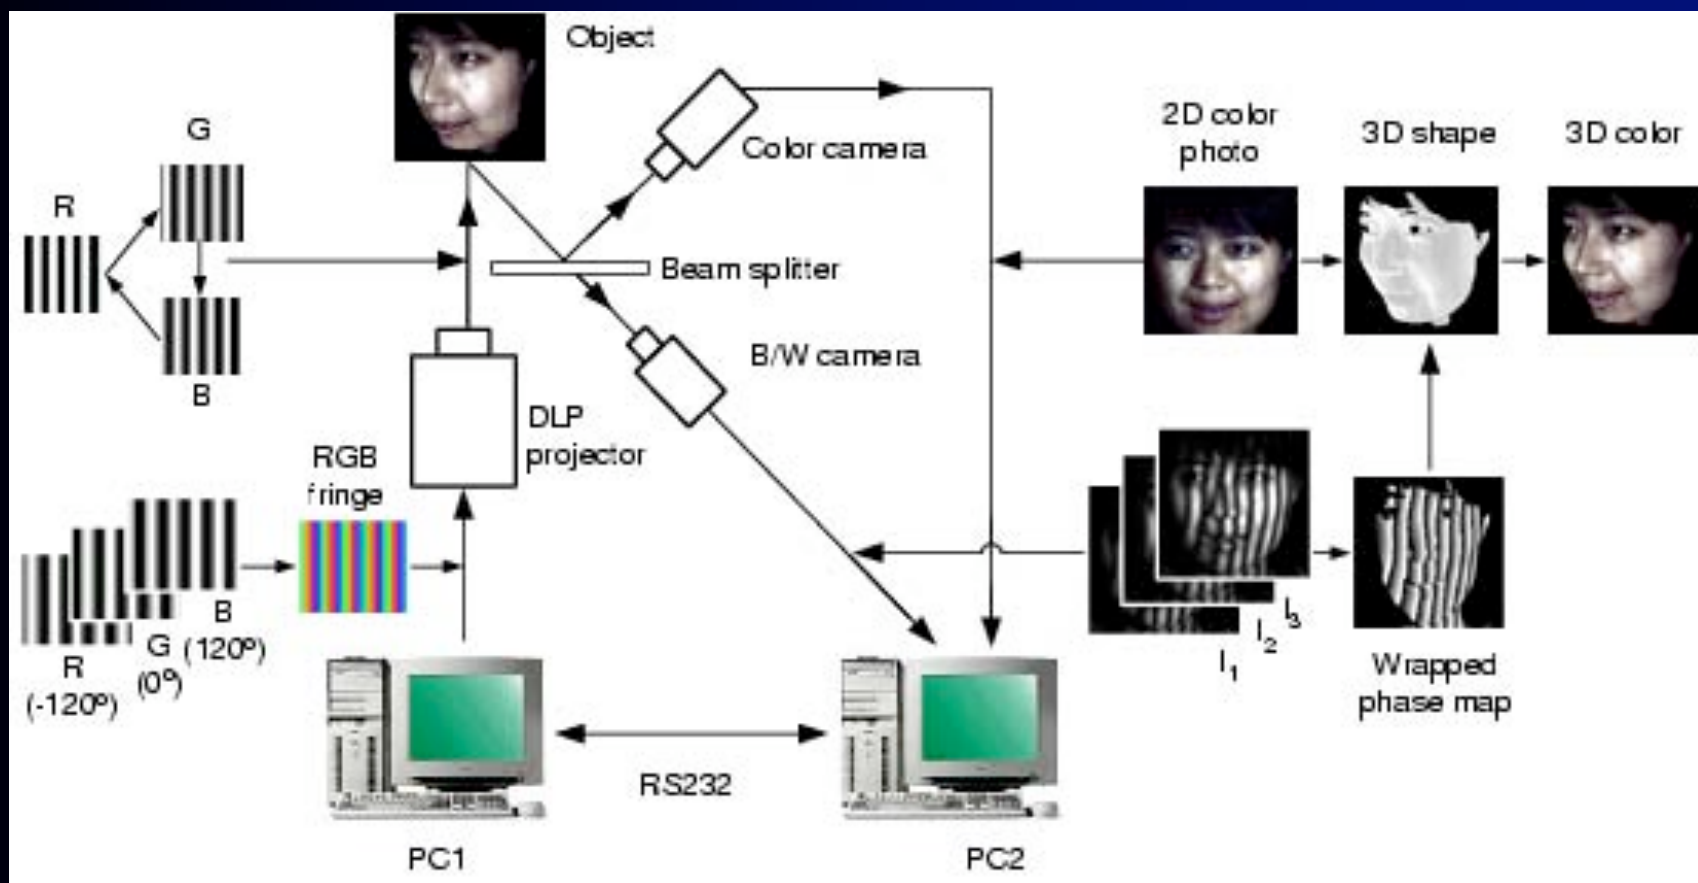 Object
G
R
B
Color camera
Beam splitter
B/W camera
DLP
projector
RGB
fringe
R
(-120º)
G
(0º)
B
(120º)
PC1
RS232
PC2
2D color
photo
3D shape
3D color
I1
I2
I3
Wrapped
phase map